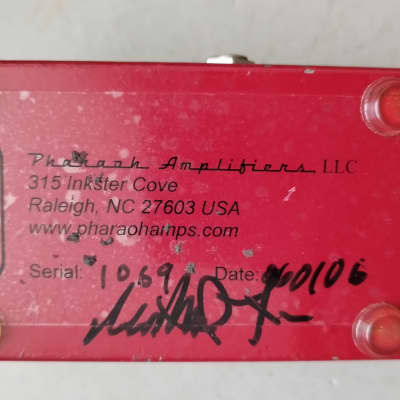 Pharaoh Amplifiers LLC
315 Inkster Cove
Raleigh, NC 27603 USA
www.pharaohamps.com
Serial: 1069 Date: 060106